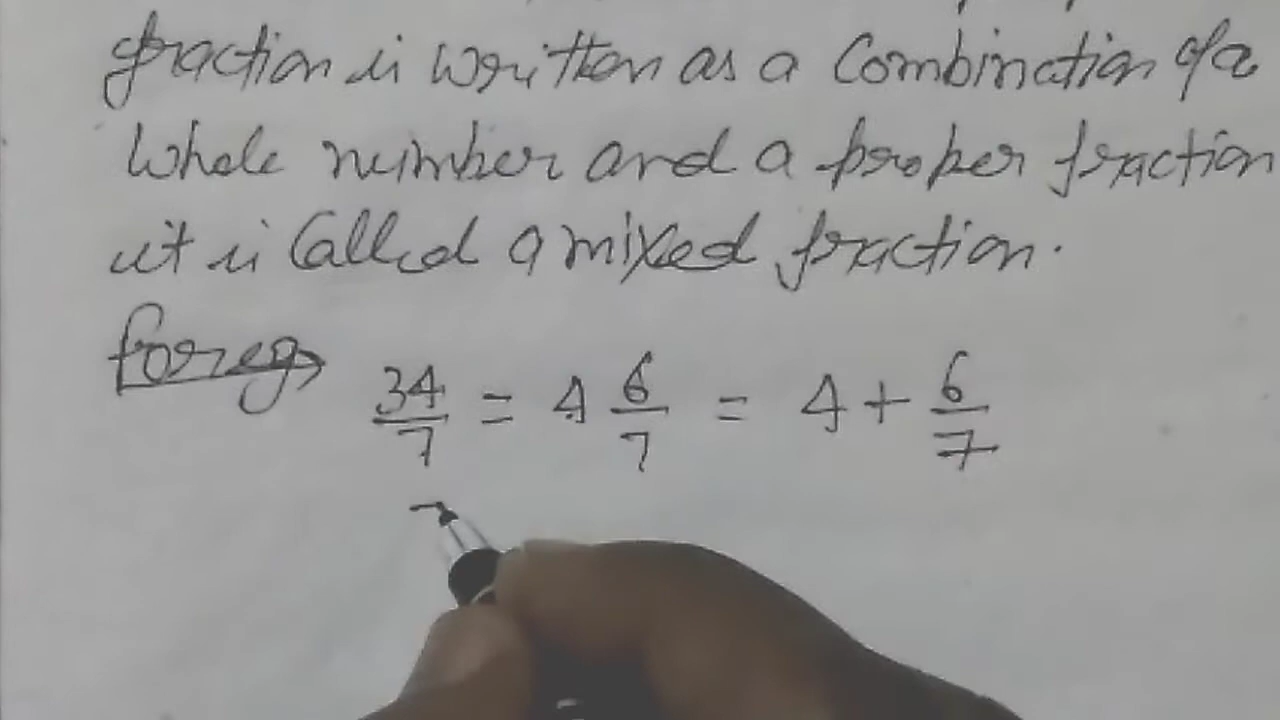 fraction is written as a Combination of a
Whole number and a proper fraction
it is Called a mixed fraction.
for eg → 34/7 = 4 6/7 = 4 + 6/7